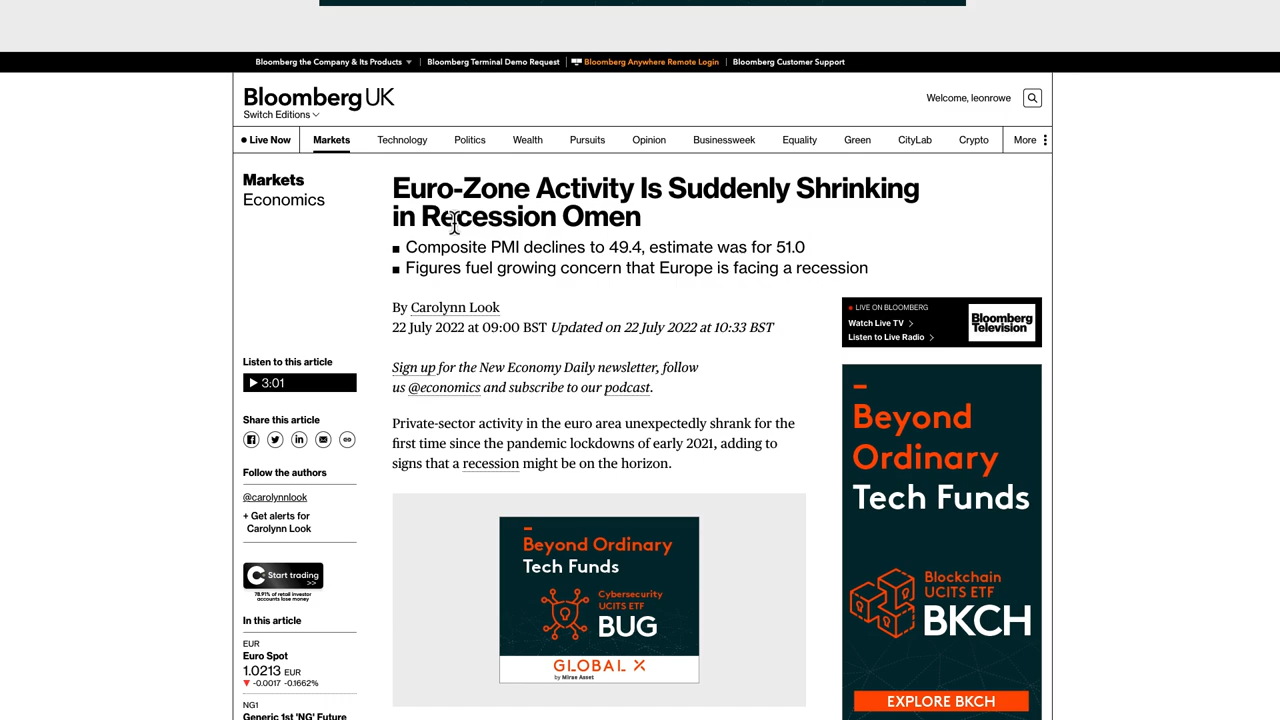 Bloomberg the Company & Its Products
Bloomberg Terminal Demo Request
Bloomberg Anywhere Remote Login
Bloomberg Customer Support
Bloomberg UK
Switch Editions
Welcome, leonrowe
Live Now
Markets
Technology
Politics
Wealth
Pursuits
Opinion
Businessweek
Equality
Green
CityLab
Crypto
More
Markets
Economics
Euro-Zone Activity Is Suddenly Shrinking
in Recession Omen
Composite PMI declines to 49.4, estimate was for 51.0
Figures fuel growing concern that Europe is facing a recession
By Carolynn Look
22 July 2022 at 09:00 BST Updated on 22 July 2022 at 10:33 BST
Listen to this article
3:01
Share this article
Follow the authors
@carolynnlook
+ Get alerts for
Carolynn Look
Start trading
>>
78.91% of retail investor
accounts lose money
In this article
EUR
Euro Spot
1.0213 EUR
-0.0017 -0.1662%
NG1
Generic 1st 'NG' Future
Sign up for the New Economy Daily newsletter, follow
us @economics and subscribe to our podcast.
Private-sector activity in the euro area unexpectedly shrank for the
first time since the pandemic lockdowns of early 2021, adding to
signs that a recession might be on the horizon.
Beyond Ordinary
Tech Funds
Cybersecurity
UCITS ETF
BUG
GLOBAL X
by Mirae Asset
LIVE ON BLOOMBERG
Watch Live TV
Listen to Live Radio
Bloomberg
Television
Beyond
Ordinary
Tech Funds
Blockchain
UCITS ETF
BKCH
EXPLORE BKCH